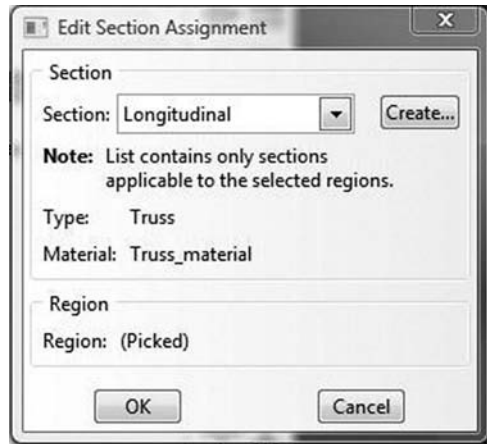 Edit Section Assignment
X
Section
Section: Longitudinal Create...
Note: List contains only sections
applicable to the selected regions.
Type: Truss
Material: Truss_material
Region
Region: (Picked)
OK Cancel